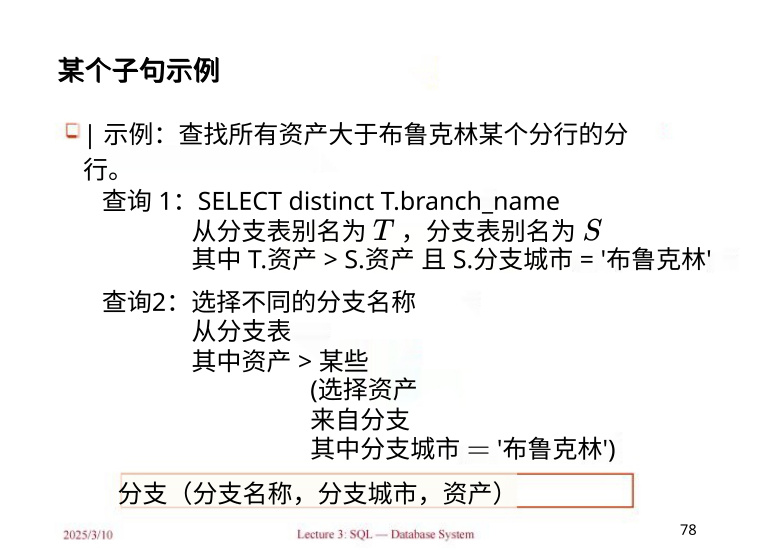 某个子句示例
| 示例：查找所有资产大于布鲁克林某个分行的分
行。
查询 1：SELECT distinct T.branch_name
从分支表别名为 T ，分支表别名为 S
其中 T.资产 > S.资产 且 S.分支城市 = '布鲁克林'
查询2：选择不同的分支名称
从分支表
其中资产 > 某些
(选择资产
来自分支
其中分支城市 = '布鲁克林')
分支（分支名称，分支城市，资产）
2025/3/10
Lecture 3: SQL — Database System
78